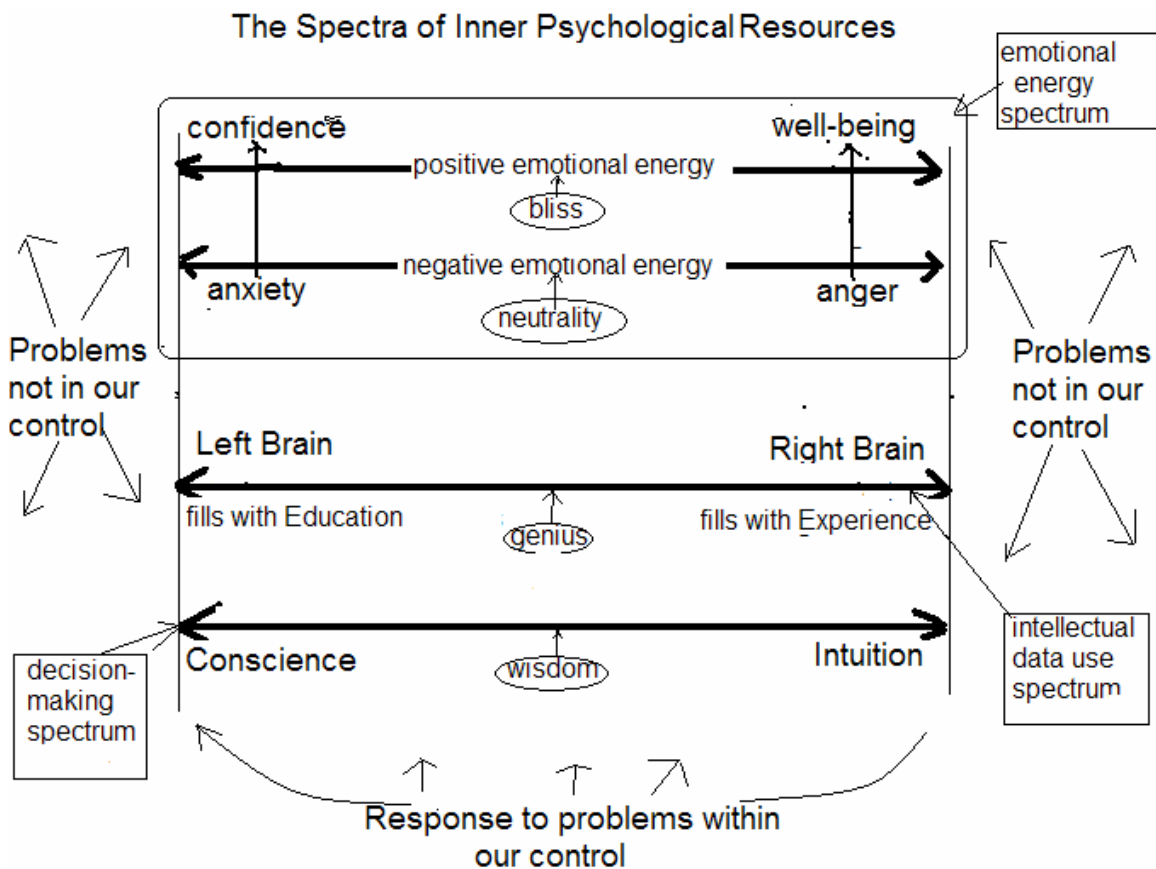 The Spectra of Inner Psychological Resources
emotional
energy
spectrum
confidence
well-being
positive emotional energy
bliss
negative emotional energy
anxiety
anger
neutrality
Problems
not in our
control
Problems
not in our
control
Left Brain
Right Brain
fills with Education
fills with Experience
genius
Conscience
Intuition
wisdom
decision-
making
spectrum
intellectual
data use
spectrum
Response to problems within
our control